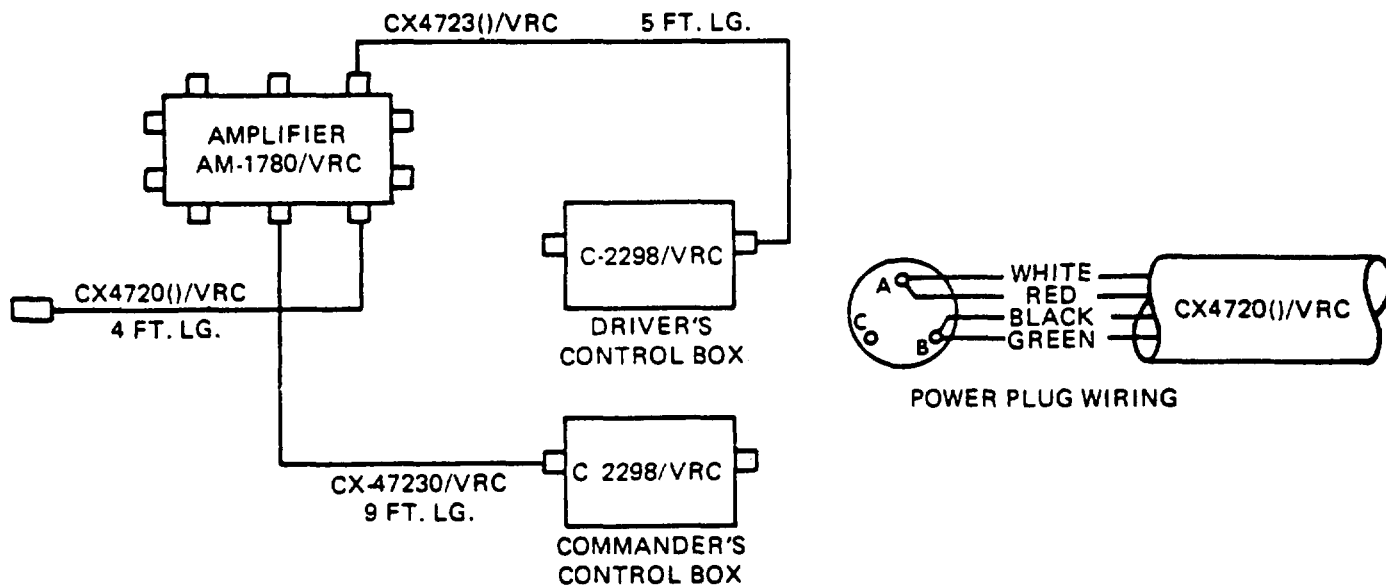 CX4723()/VRC 5 FT. LG.
AMPLIFIER
AM-1780/VRC
CX4720()/VRC
4 FT. LG.
C-2298/VRC
DRIVER'S
CONTROL BOX
CX-47230/VRC
9 FT. LG.
C 2298/VRC
COMMANDER'S
CONTROL BOX
A
C
B
WHITE
RED
BLACK
GREEN
CX4720()/VRC
POWER PLUG WIRING